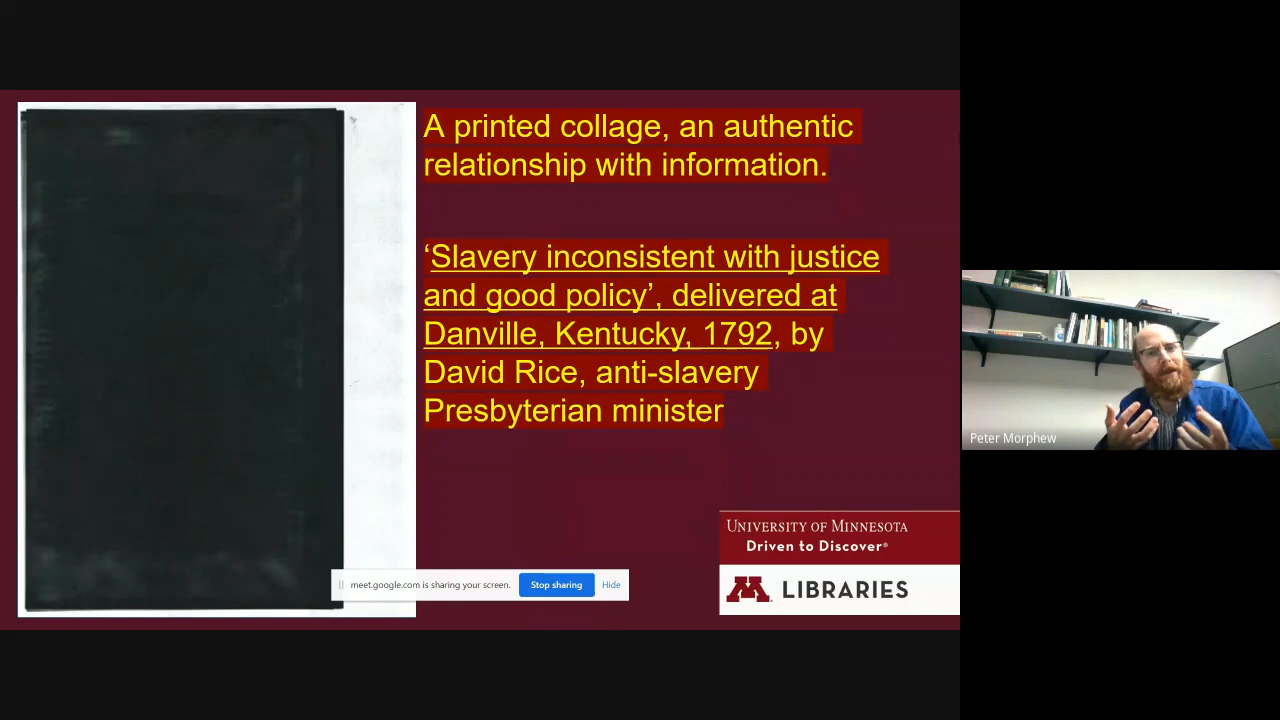 A printed collage, an authentic
relationship with information.
‘Slavery inconsistent with justice
and good policy’, delivered at
Danville, Kentucky, 1792, by
David Rice, anti-slavery
Presbyterian minister
UNIVERSITY OF MINNESOTA
Driven to Discover®
M LIBRARIES
meet.google.com is sharing your screen. Stop sharing Hide
Peter Morphew